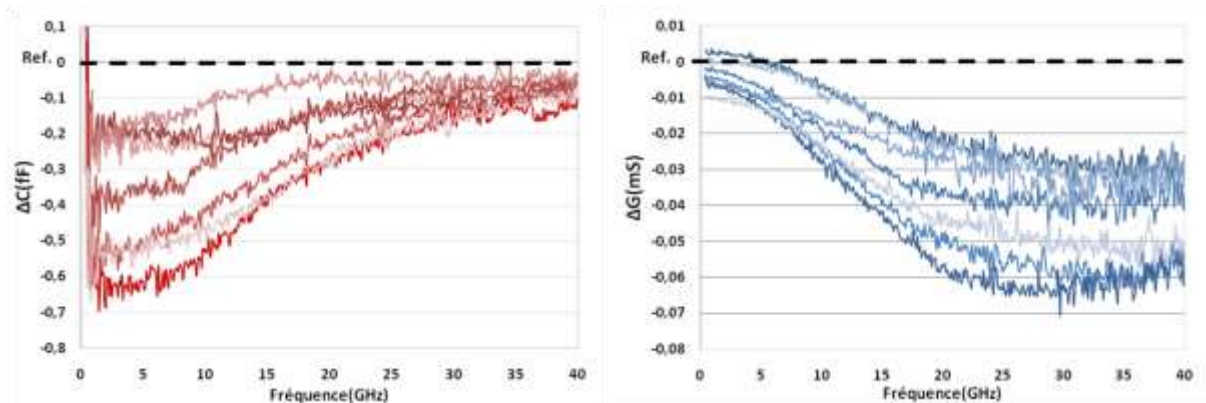 0,1
Ref. 0
-0,1
-0,2
-0,3
-0,4
-0,5
-0,6
-0,7
-0,8
ΔC(fF)
0 5 10 15 20 25 30 35 40
Fréquence(GHz)
0.01
Ref. 0
-0.01
-0.02
-0.03
-0.04
-0.05
-0.06
-0.07
-0.08
ΔG(mS)
0 5 10 15 20 25 30 35 40
Fréquence(GHz)